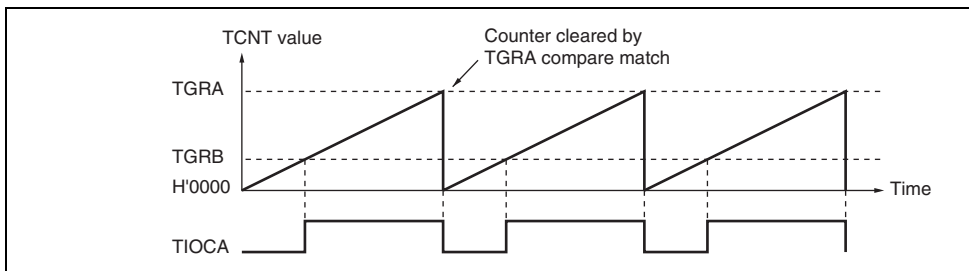 TCNT value
Counter cleared by
TGRA compare match
TGRA
TGRB
H'0000
Time
TIOCA